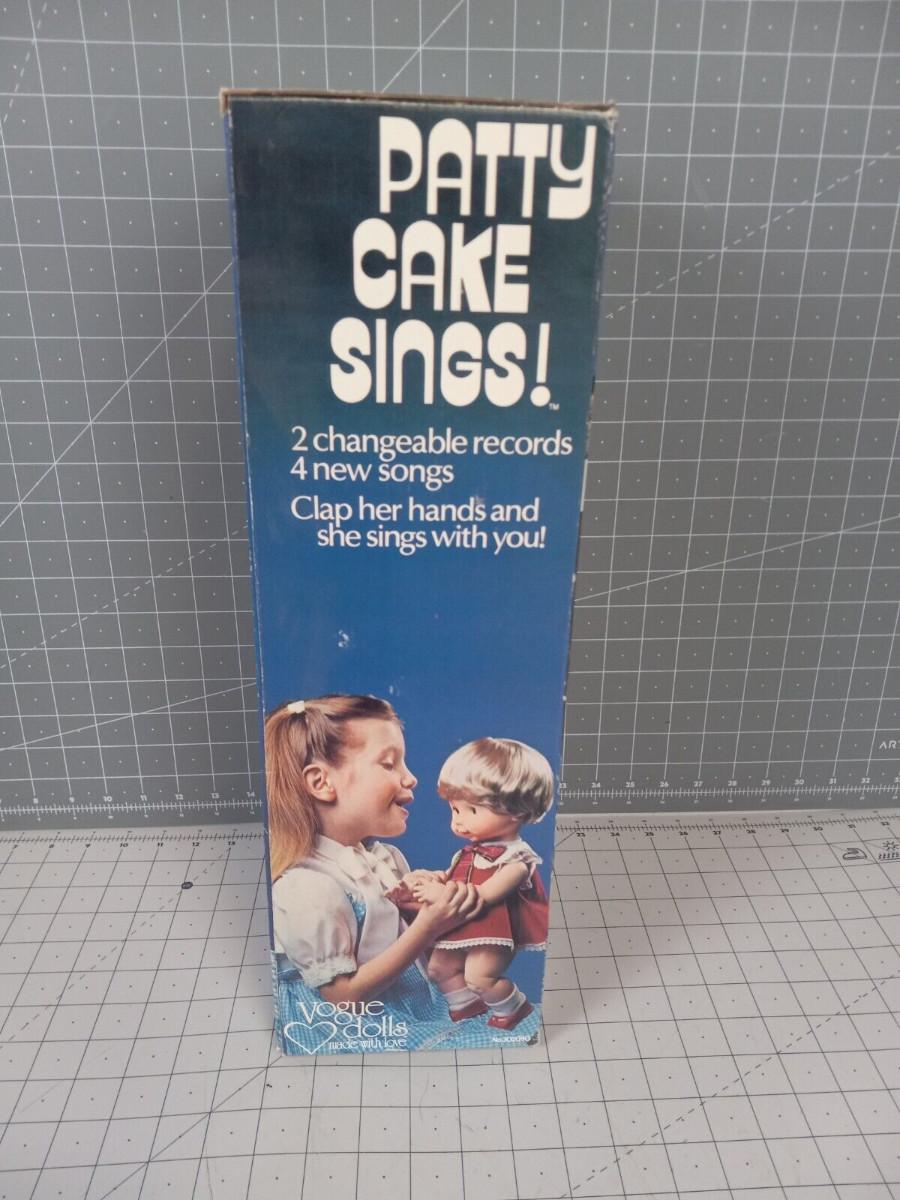 PATTY
CAKE
SINGS!™
2 changeable records
4 new songs
Clap her hands and
she sings with you!
vogue
dolls
made with love